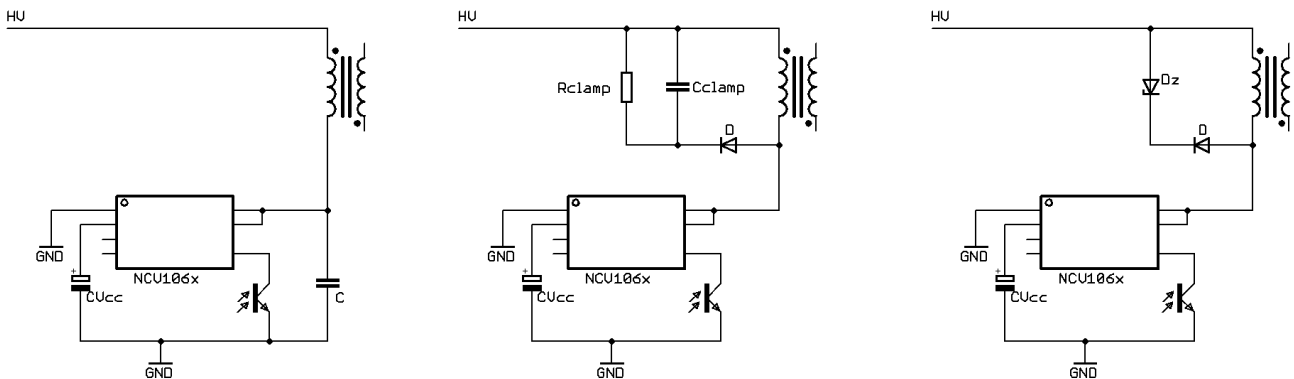 HV
GND
NCV106x
CVcc
+
C
GND
HV
Rclamp
Cclamp
D
GND
NCV106x
CVcc
+
GND
HV
Dz
D
GND
NCV106x
CVcc
+
GND